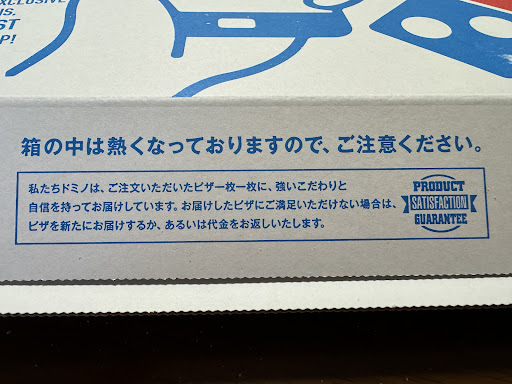 EXCLUSIVE
ST
P!
箱の中は熱くなっておりますので、ご注意ください。
私たちドミノは、ご注文いただいたピザ一枚一枚に、強いこだわりと
自信を持ってお届けしています。お届けしたピザにご満足いただけない場合は、
ピザを新たにお届けするか、あるいは代金をお返しいたします。
PRODUCT
SATISFACTION
GUARANTEE